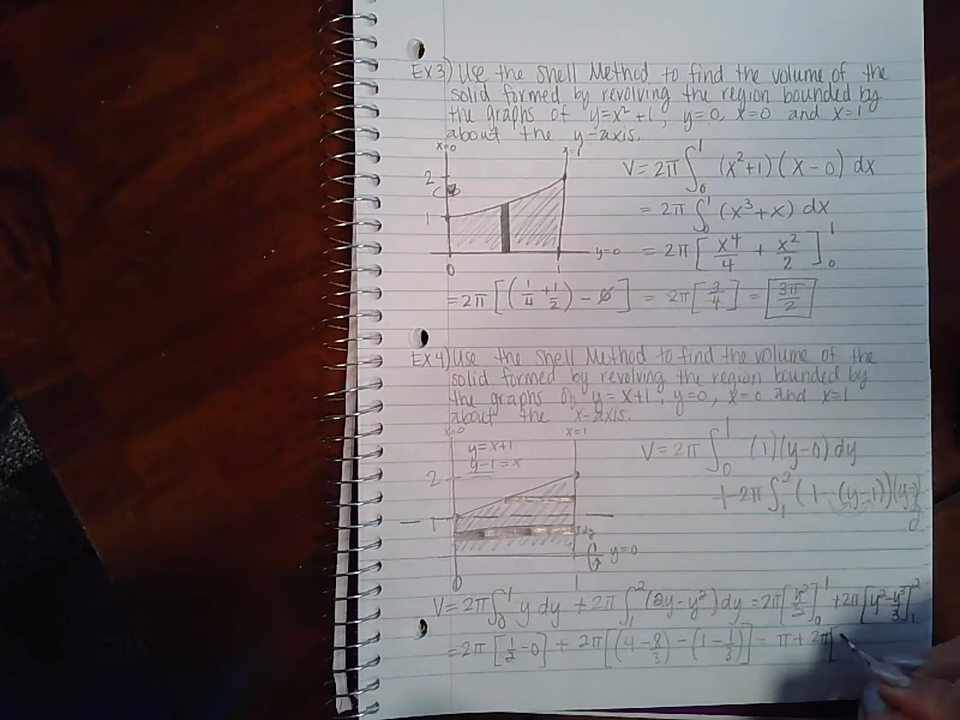 Ex 3) Use the Shell Method to find the volume of the
solid formed by revolving the region bounded by
the graphs of y=x²+1, y=0, x=0 and x=1
about the y-axis.
x=0
x=1
2
1
0
1
y=0
V = 2π ∫₀¹ (x²+1)(x-0) dx
= 2π ∫₀¹ (x³+x) dx
= 2π [x⁴/4 + x²/2]₀¹
= 2π [(1/4 + 1/2) - 0] = 2π [3/4] = 3π/2
Ex 4) Use the Shell Method to find the volume of the
solid formed by revolving the region bounded by
the graphs of y = x+1, y=0, x=0 and x=1
about the x-axis.
x=0
x=1
y=x+1
y-1=x
2
1
dy
y=0
0
1
V = 2π ∫₀¹ (1)(y-0) dy
+ 2π ∫₁² (1-(y-1))(y
V = 2π ∫₀¹ y dy + 2π ∫₁² (2y-y²) dy = 2π [y²/2]₀¹ + 2π [y²-y³/3]₁²
= 2π [1/2 - 0] + 2π [(4 - 8/3) - (1 - 1/3)] = π + 2π [